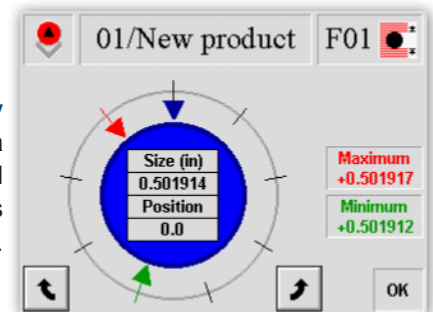 01/New product
F01
Size (in)
0.501914
Position
0.0
Maximum
+0.501917
Minimum
+0.501912
OK